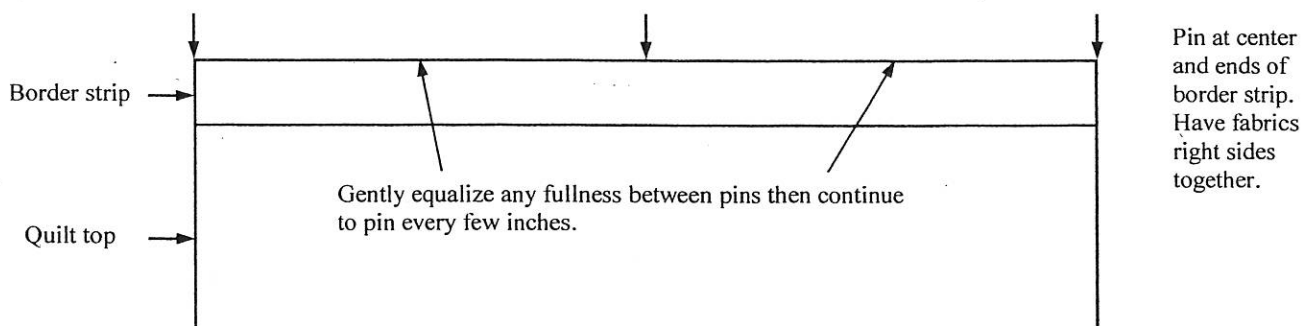 Border strip
Quilt top
Gently equalize any fullness between pins then continue
to pin every few inches.
Pin at center
and ends of
border strip.
Have fabrics
right sides
together.